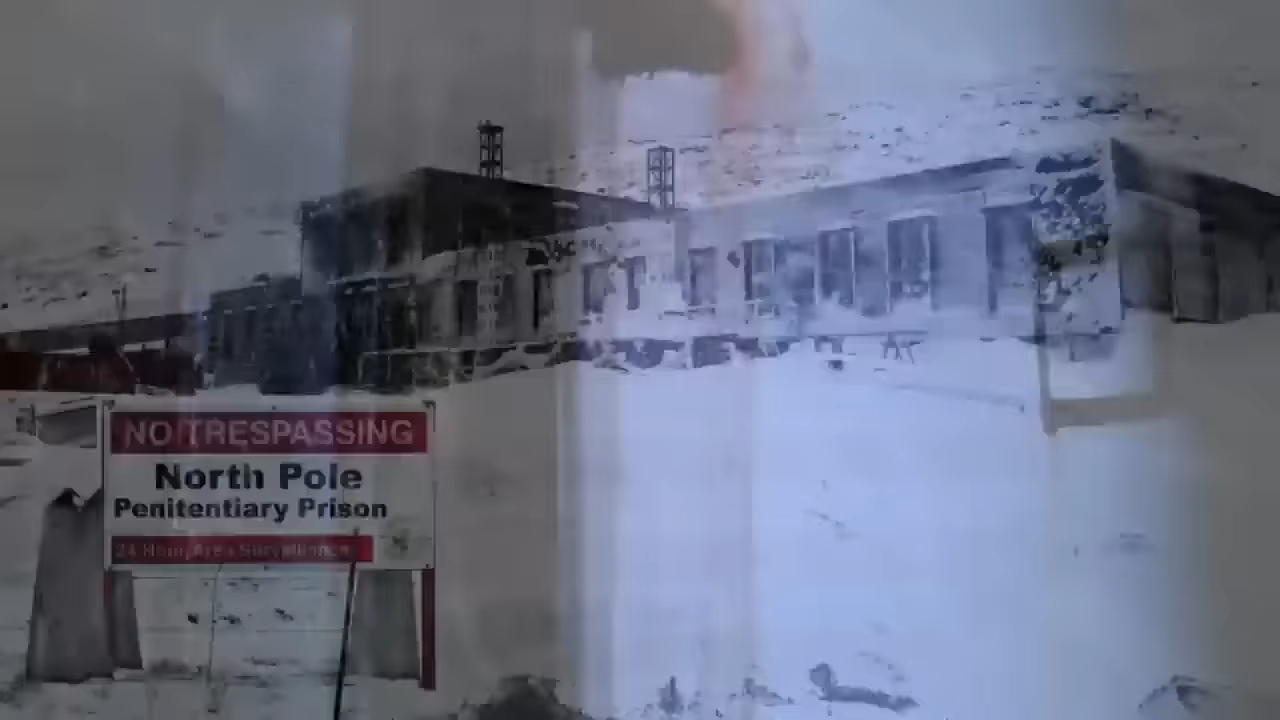 NO TRESPASSING
North Pole
Penitentiary Prison
24 Hour Area Surveillance